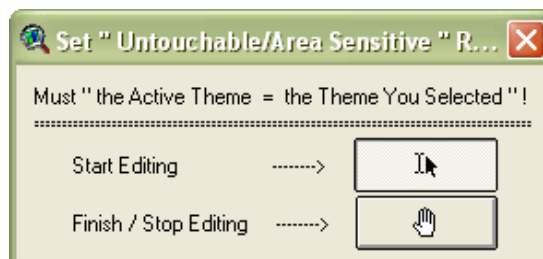 Set " Untouchable/Area Sensitive " R...
Must " the Active Theme = the Theme You Selected " !
Start Editing -------->
Finish / Stop Editing -------->